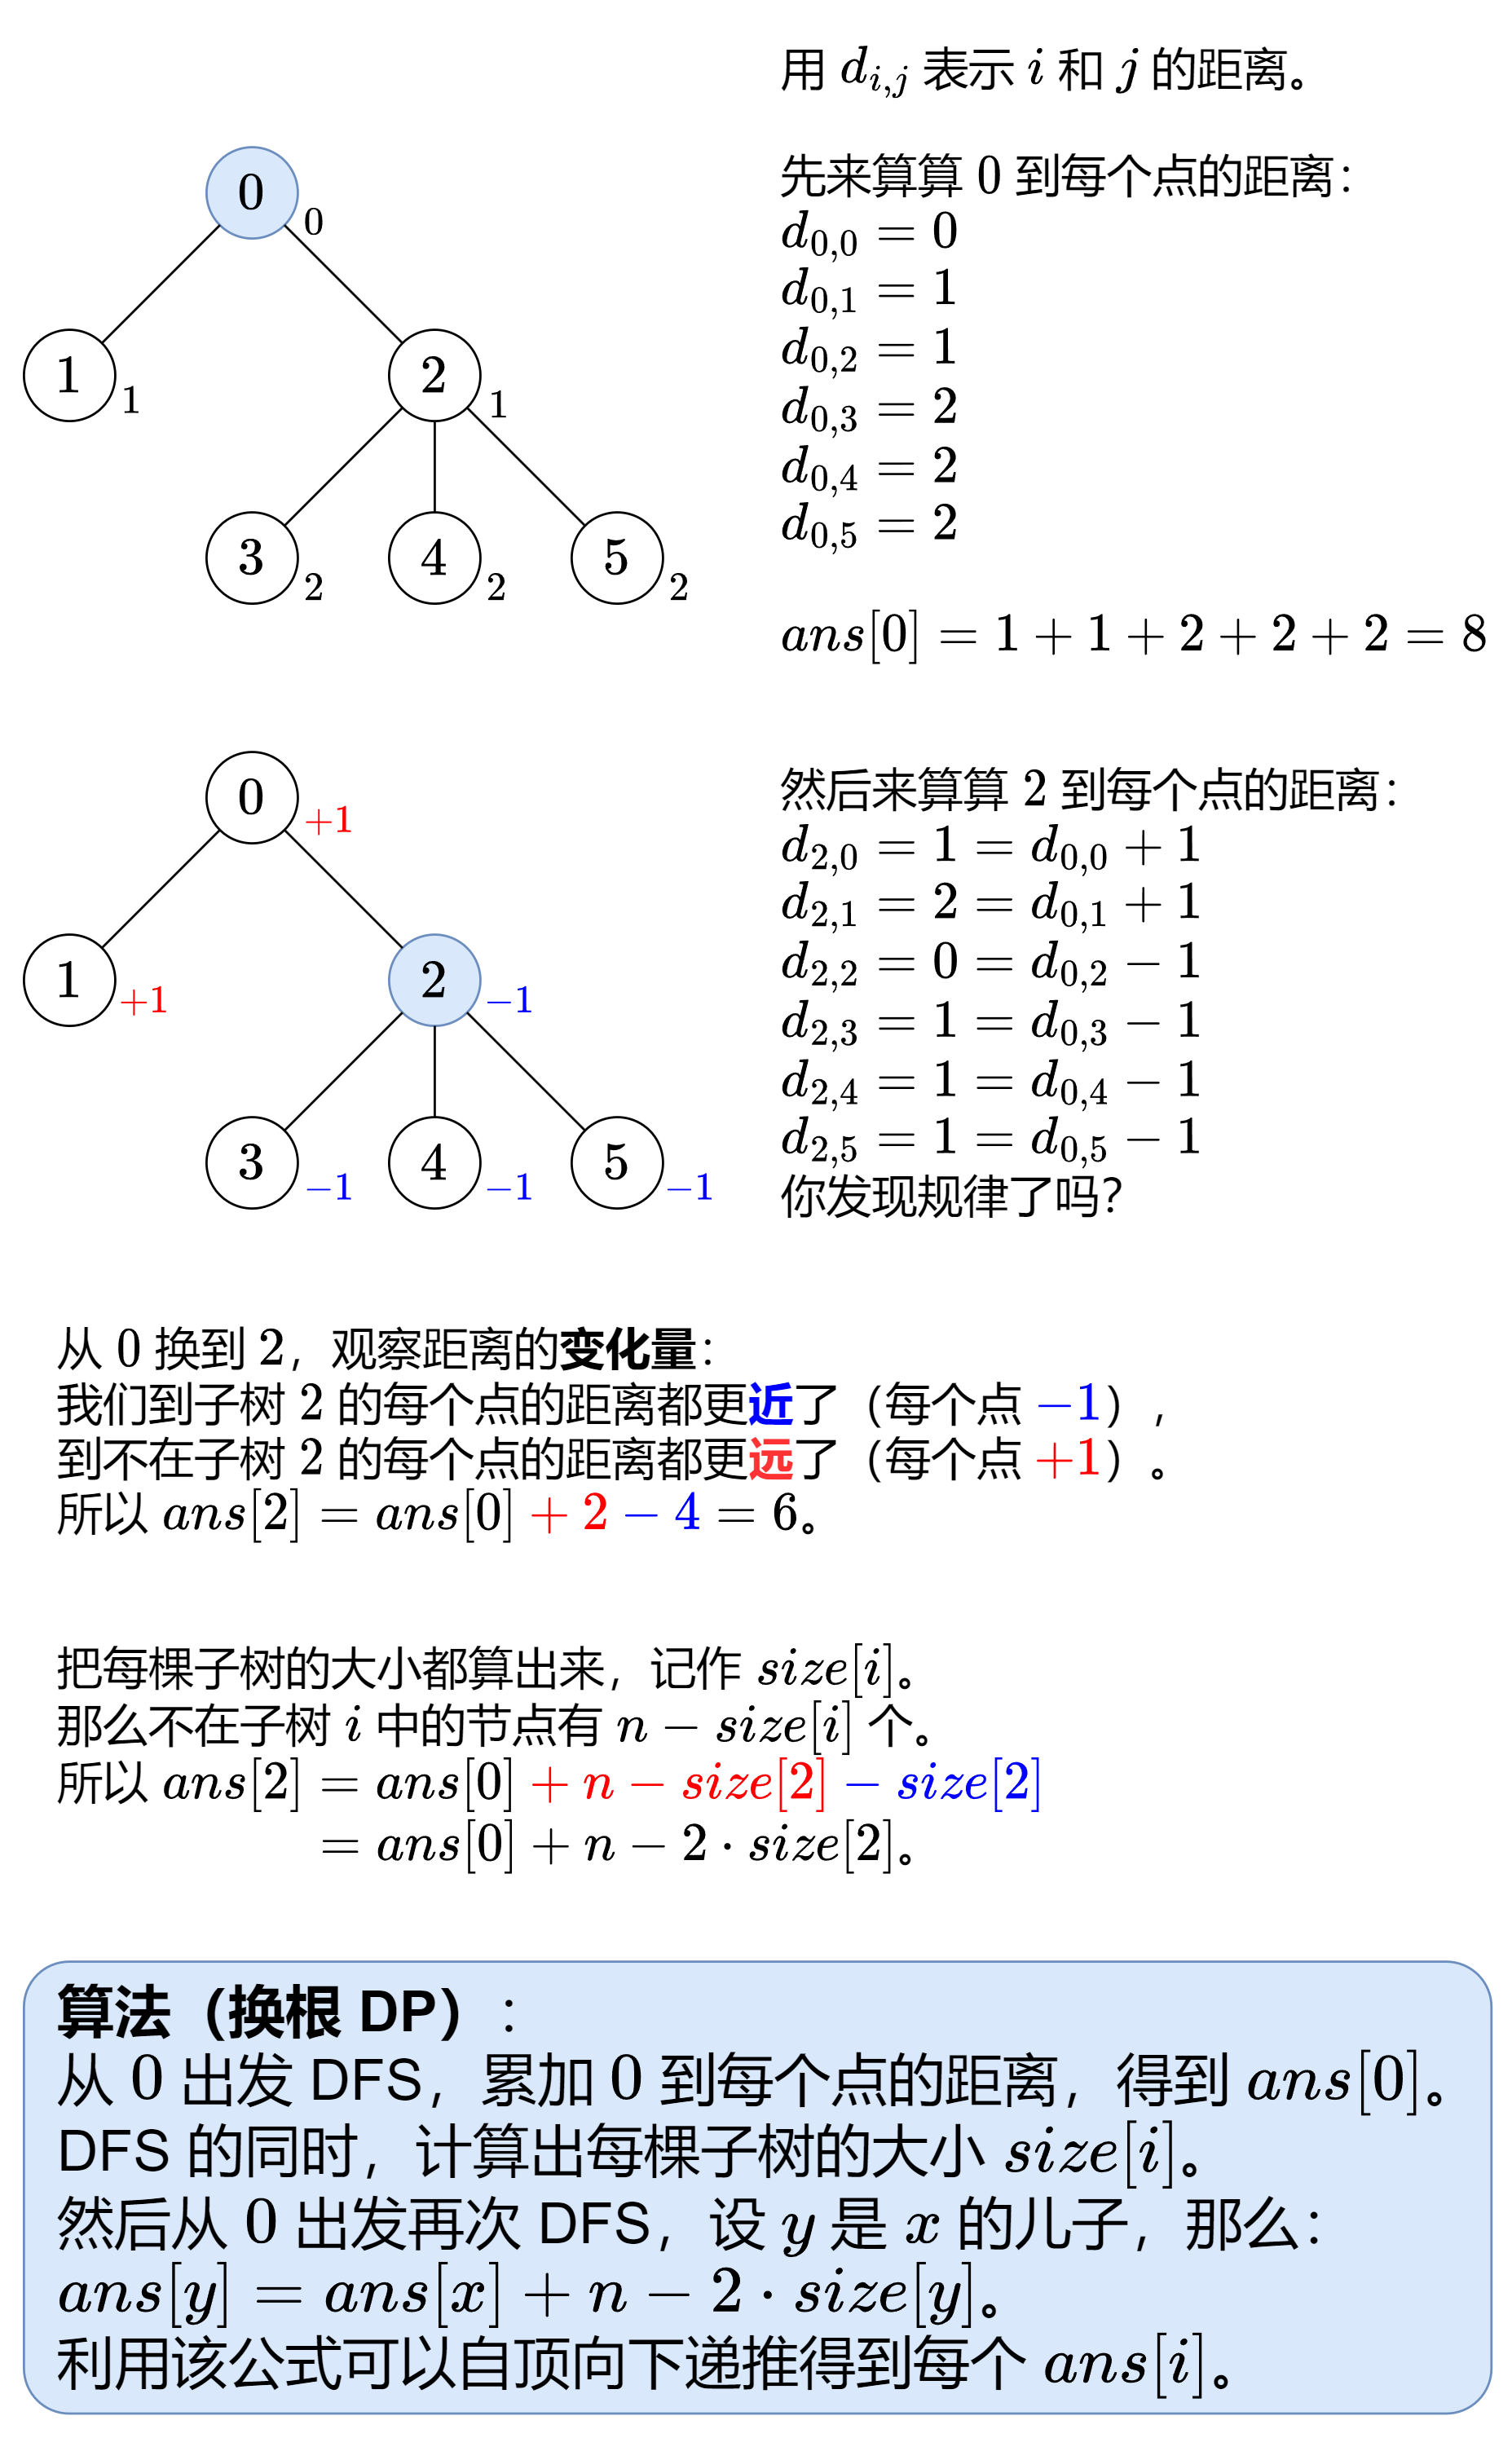 用 d_{i,j} 表示 i 和 j 的距离。
先来算算 0 到每个点的距离：
d_{0,0} = 0
d_{0,1} = 1
d_{0,2} = 1
d_{0,3} = 2
d_{0,4} = 2
d_{0,5} = 2
ans[0] = 1 + 1 + 2 + 2 + 2 = 8
0 0
1 1 2 1
3 2 4 2 5 2
然后来算算 2 到每个点的距离：
d_{2,0} = 1 = d_{0,0} + 1
d_{2,1} = 2 = d_{0,1} + 1
d_{2,2} = 0 = d_{0,2} − 1
d_{2,3} = 1 = d_{0,3} − 1
d_{2,4} = 1 = d_{0,4} − 1
d_{2,5} = 1 = d_{0,5} − 1
你发现规律了吗？
0 +1
1 +1 2 −1
3 −1 4 −1 5 −1
从 0 换到 2，观察距离的变化量：
我们到子树 2 的每个点的距离都更近了（每个点 −1），
到不在子树 2 的每个点的距离都更远了（每个点 +1）。
所以 ans[2] = ans[0] + 2 − 4 = 6。
把每棵子树的大小都算出来，记作 size[i]。
那么不在子树 i 中的节点有 n − size[i] 个。
所以 ans[2] = ans[0] + n − size[2] − size[2]
= ans[0] + n − 2 · size[2]。
算法（换根 DP）：
从 0 出发 DFS，累加 0 到每个点的距离，得到 ans[0]。
DFS 的同时，计算出每棵子树的大小 size[i]。
然后从 0 出发再次 DFS，设 y 是 x 的儿子，那么：
ans[y] = ans[x] + n − 2 · size[y]。
利用该公式可以自顶向下递推得到每个 ans[i]。